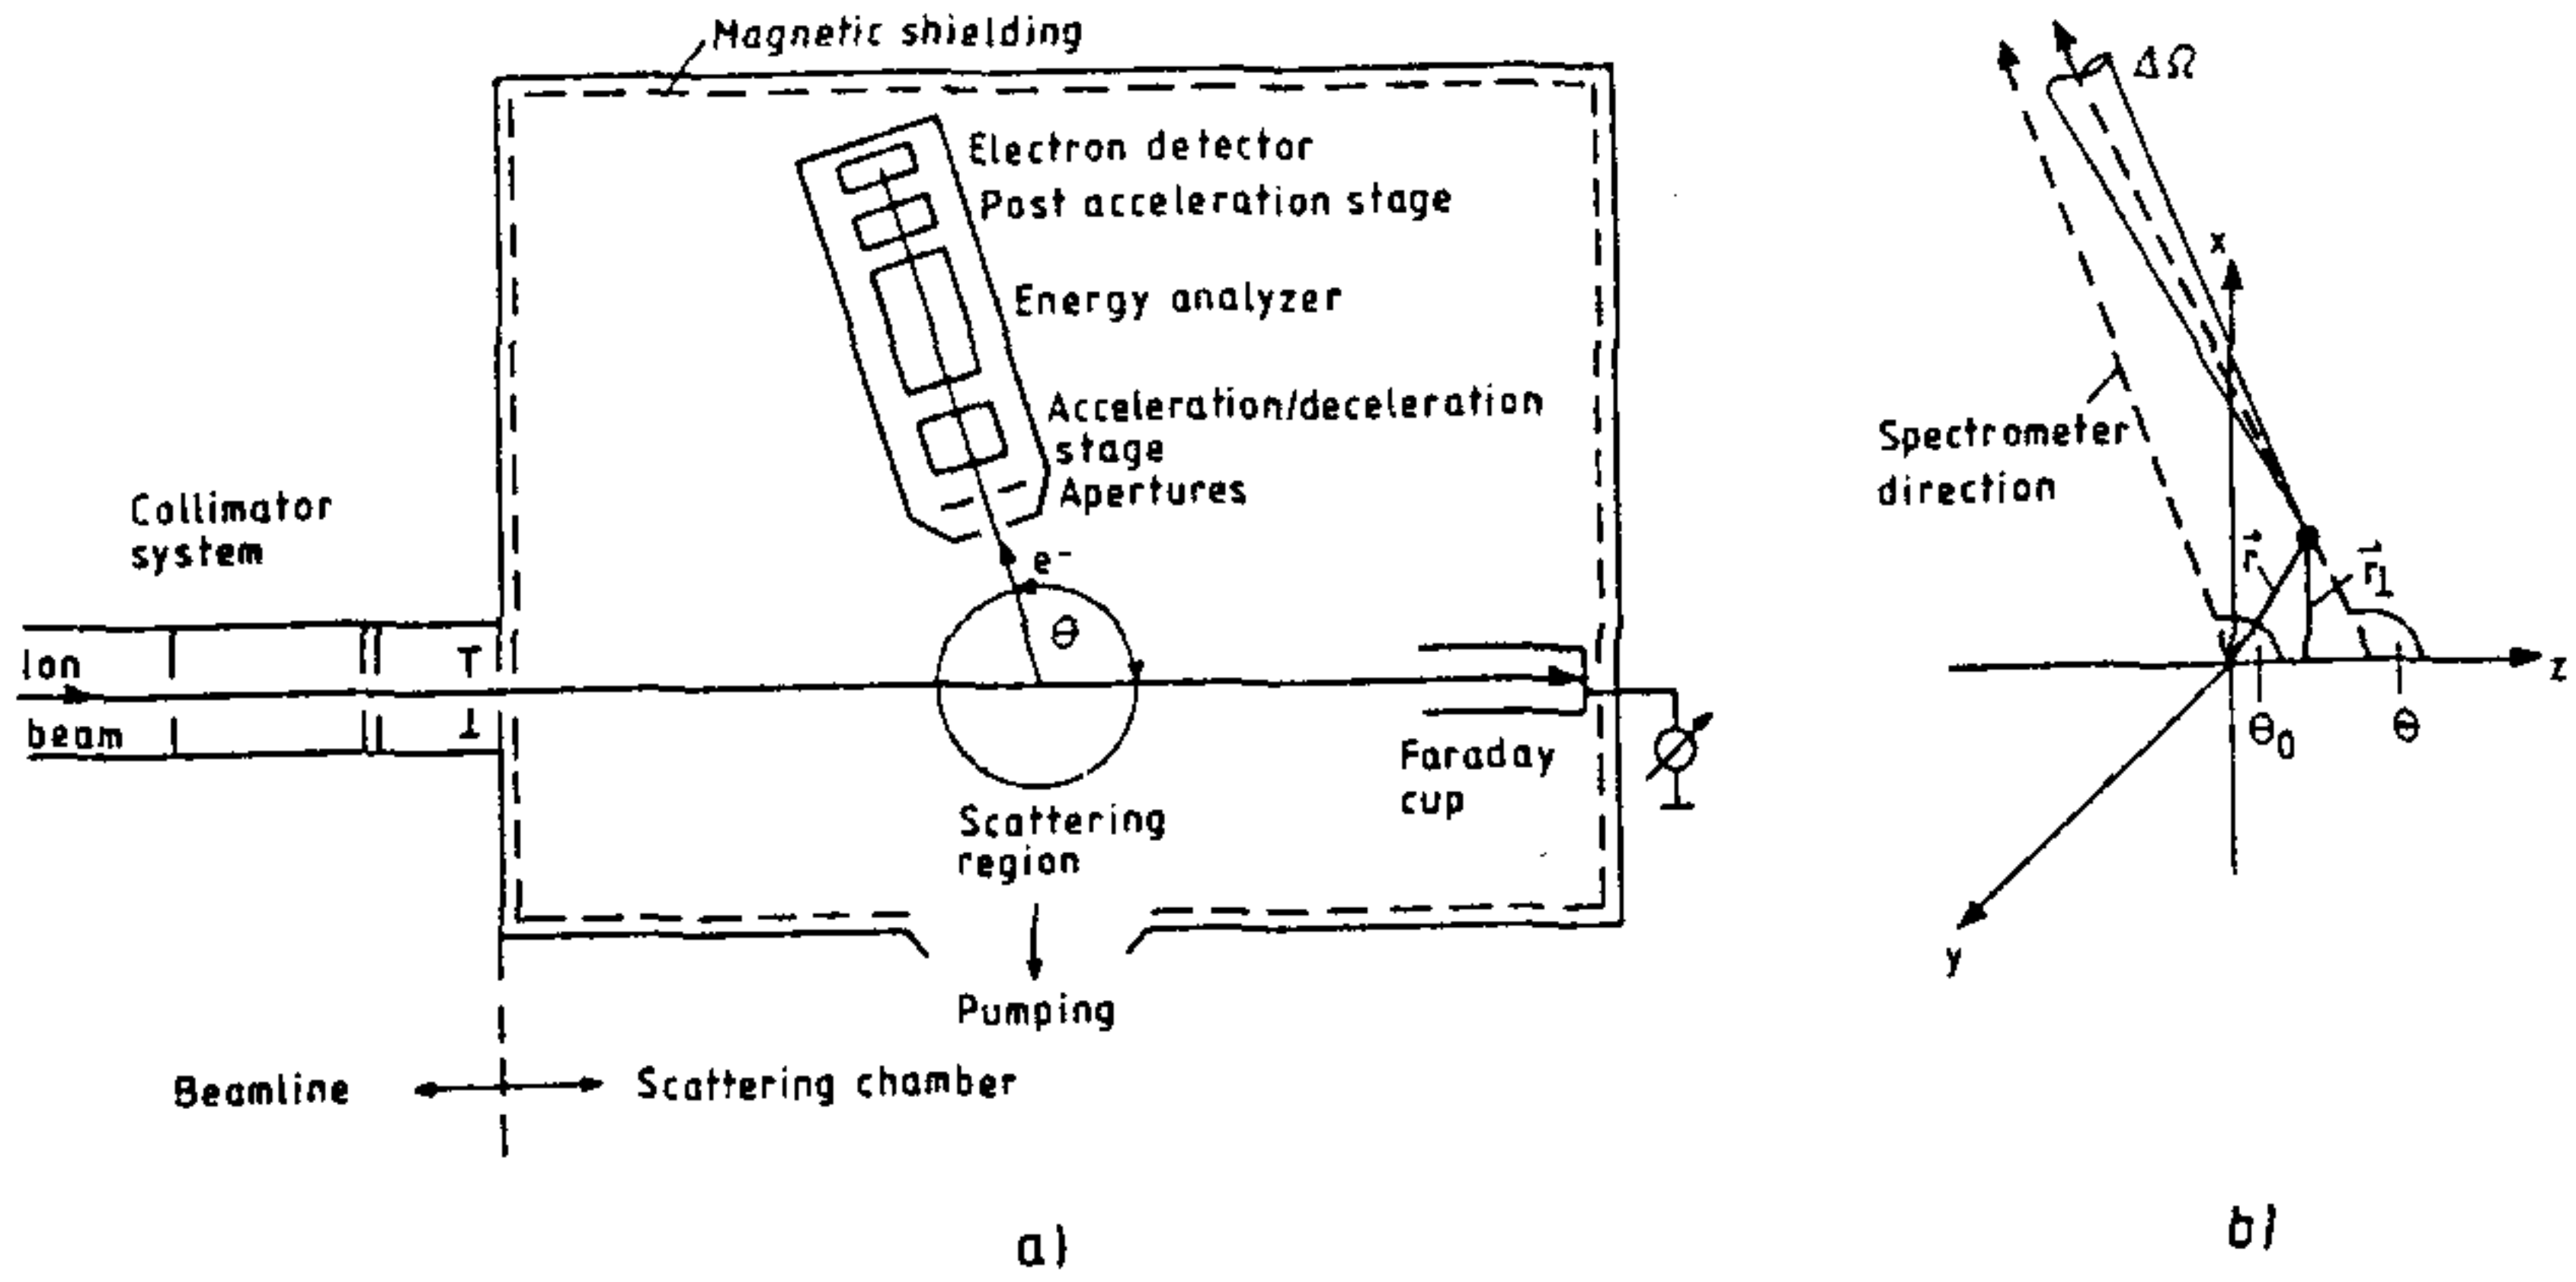 Magnetic shielding
Electron detector
Post acceleration stage
Energy analyzer
Acceleration/deceleration
stage
Apertures
e⁻
Θ
Collimator
system
Ion
beam
Faraday
cup
Scattering
region
Pumping
Beamline
Scattering chamber
a)
ΔΩ
x
Spectrometer
direction
r⃗
r⃗⊥
z
Θ₀
Θ
y
b)